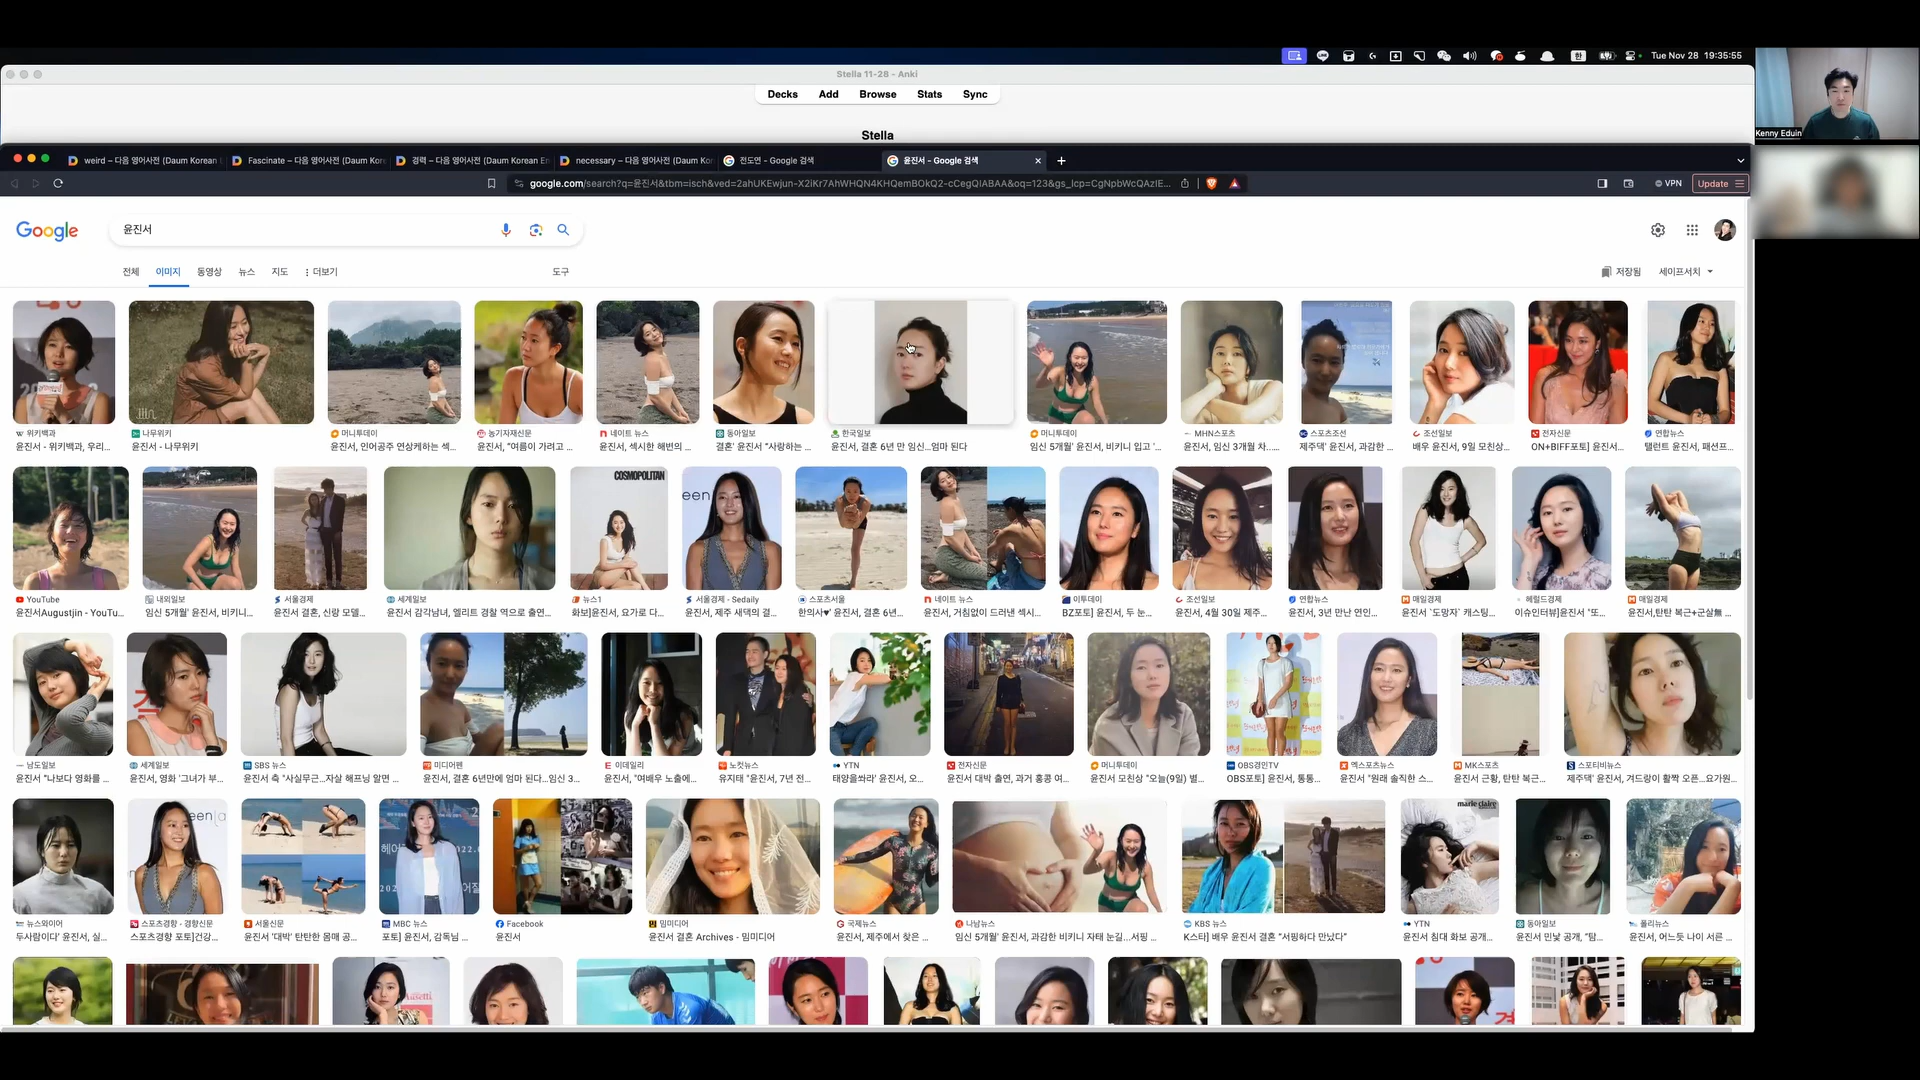 Tue Nov 28 19:35:55
Stella 11-28 - Anki
Decks Add Browse Stats Sync
Stella
Kenny Eduin
weird – 다음 영어사전 (Daum Korean
Fascinate – 다음 영어사전 (Daum Kor
경력 – 다음 영어사전 (Daum Korean En
necessary – 다음 영어사전 (Daum Kor
전도연 - Google 검색
윤진서 - Google 검색
VPN
Update
Google
윤진서
전체 이미지 동영상 뉴스 지도 더보기
도구
저장됨 세이프서치
위키백과
윤진서 - 위키백과, 우리...
나무위키
윤진서 - 나무위키
머니투데이
윤진서, 인어공주 연상케하는 섹...
농기자재신문
윤진서, "여름이 가려고 ...
네이트 뉴스
윤진서, 섹시한 해변의 ...
동아일보
결혼' 윤진서 "사랑하는 ...
한국일보
윤진서, 결혼 6년 만 임신...엄마 된다
머니투데이
임신 5개월' 윤진서, 비키니 입고 '...
MHN스포츠
윤진서, 임신 3개월 차.....
스포츠조선
제주댁' 윤진서, 과감한 ...
조선일보
배우 윤진서, 9일 모친상...
전자신문
ON+BIFF포토] 윤진서...
연합뉴스
탤런트 윤진서, 패션프...
COSMOPOLITAN
een
YouTube
윤진서Augustjin - YouTu...
내외일보
임신 5개월' 윤진서, 비키니...
서울경제
윤진서 결혼, 신랑 모델...
세계일보
윤진서 감각남녀, 엘리트 경찰 역으로 출연...
뉴스1
화보]윤진서, 요가로 다...
서울경제 - Sedaily
윤진서, 제주 새댁의 결...
스포츠서울
한의사♥' 윤진서, 결혼 6년...
네이트 뉴스
윤진서, 거침없이 드러낸 섹시...
이투데이
BZ포토] 윤진서, 두 눈...
조선일보
윤진서, 4월 30일 제주...
연합뉴스
윤진서, 3년 만난 연인...
매일경제
윤진서 `도망자` 캐스팅...
헤럴드경제
이슈인터뷰]윤진서 "또...
매일경제
윤진서,탄탄 복근+군살無 ...
남도일보
윤진서 "나보다 영화를 ...
세계일보
윤진서, 영화 '그녀가 부...
SBS 뉴스
윤진서 측 "사실무근...자살 해프닝 알면 ...
미디어펜
윤진서, 결혼 6년만에 엄마 된다...임신 3...
이데일리
윤진서, "여배우 노출에...
노컷뉴스
유지태 "윤진서, 7년 전...
YTN
태양을쏴라' 윤진서, 오...
전자신문
윤진서 대박 출연, 과거 홍콩 여...
머니투데이
윤진서 모친상 "오늘(9일) 별...
OBS경인TV
OBS포토] 윤진서, 통통...
엑스포츠뉴스
윤진서 "원래 솔직한 스...
MK스포츠
윤진서 근황, 탄탄 복근...
스포티비뉴스
제주댁' 윤진서, 겨드랑이 활짝 오픈...요가원...
een
marie claire
뉴스와이어
두사람이다' 윤진서, 실...
스포츠경향 - 경향신문
스포츠경향 포토]건강...
서울신문
윤진서 '대박' 탄탄한 몸매 공...
MBC 뉴스
포토] 윤진서, 감독님 ...
Facebook
윤진서
밈미디어
윤진서 결혼 Archives - 밈미디어
국제뉴스
윤진서, 제주에서 찾은 ...
나남뉴스
임신 5개월' 윤진서, 과감한 비키니 자태 눈길...서핑 ...
KBS 뉴스
K스타] 배우 윤진서 결혼 "서핑하다 만났다"
YTN
윤진서 침대 화보 공개...
동아일보
윤진서 민낯 공개, "탐...
폴리뉴스
윤진서, 어느듯 나이 서른 ...